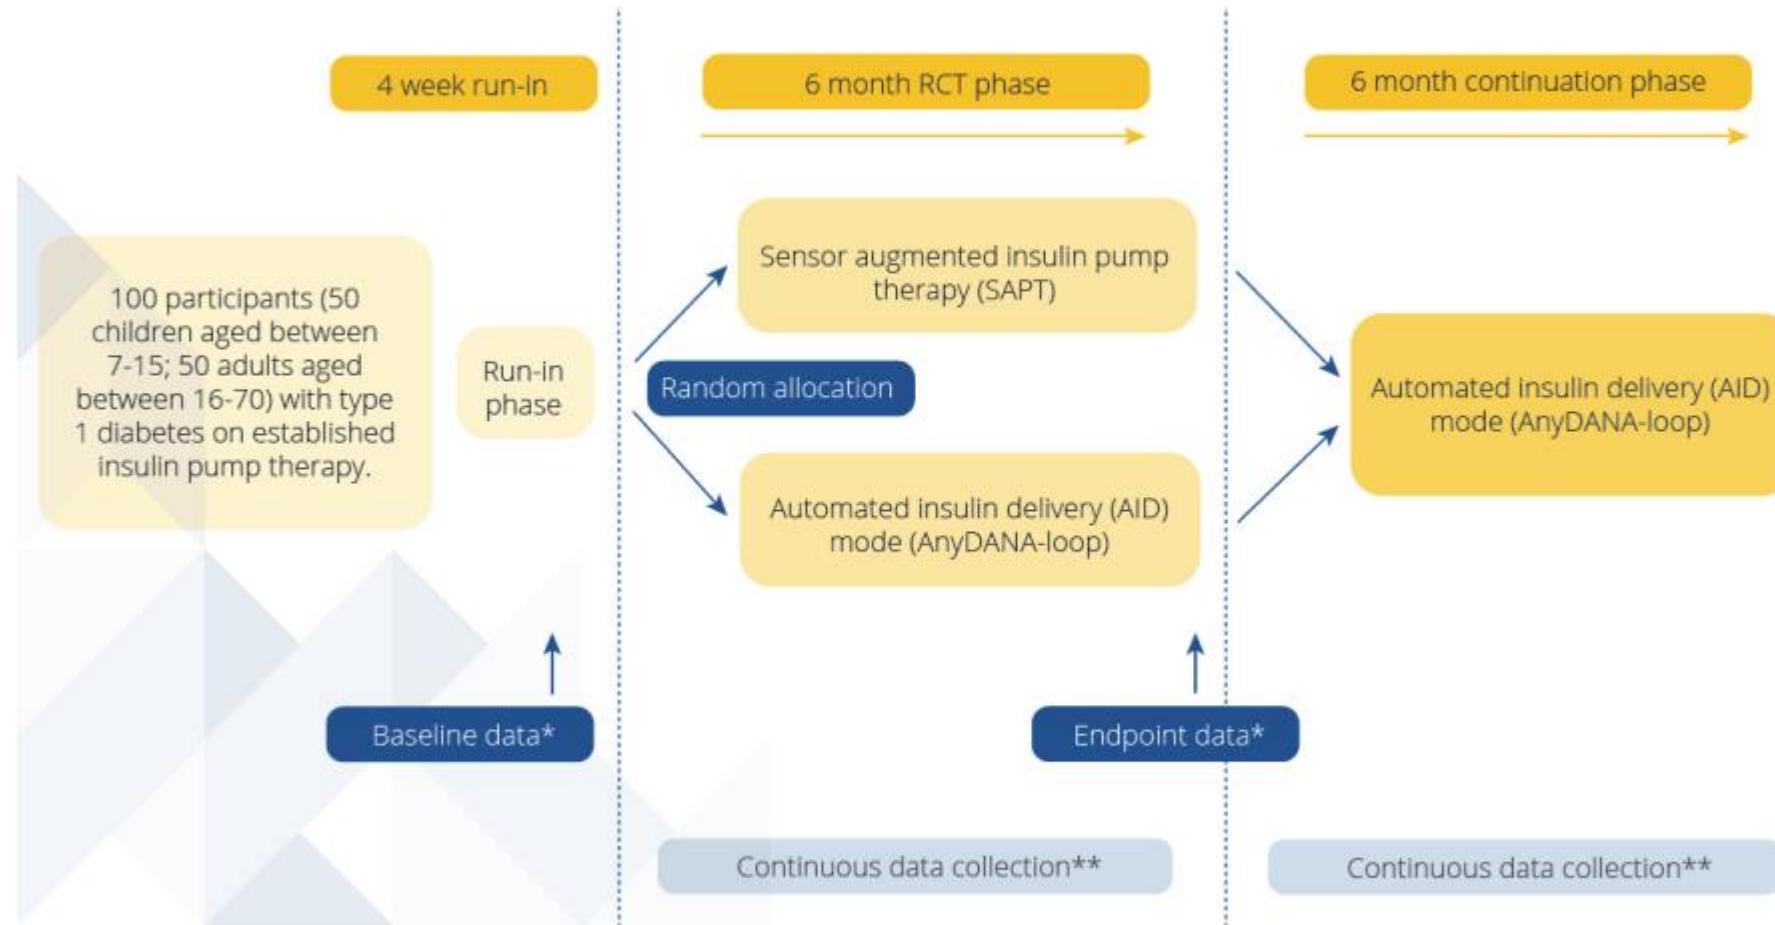 4 week run-in
6 month RCT phase
6 month continuation phase
100 participants (50
children aged between
7-15; 50 adults aged
between 16-70) with type
1 diabetes on established
insulin pump therapy.
Run-in
phase
Random allocation
Sensor augmented insulin pump
therapy (SAPT)
Automated insulin delivery (AID)
mode (AnyDANA-loop)
Automated insulin delivery (AID)
mode (AnyDANA-loop)
Baseline data*
Endpoint data*
Continuous data collection**
Continuous data collection**